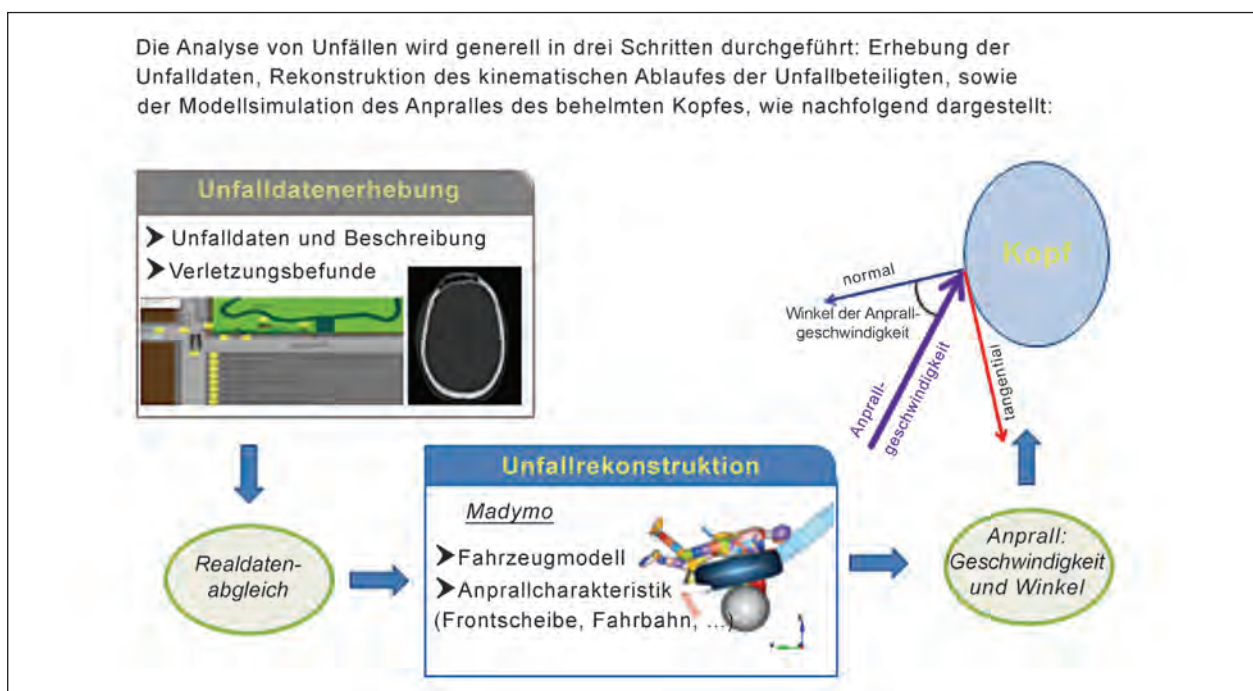 Die Analyse von Unfällen wird generell in drei Schritten durchgeführt: Erhebung der
Unfalldaten, Rekonstruktion des kinematischen Ablaufes der Unfallbeteiligten, sowie
der Modellsimulation des Anpralles des behelmten Kopfes, wie nachfolgend dargestellt:
Unfalldatenerhebung
➤ Unfalldaten und Beschreibung
➤ Verletzungsbefunde
Kopf
normal
Winkel der Anprall-
geschwindigkeit
Anprall-
geschwindigkeit
tangential
Realdaten-
abgleich
Unfallrekonstruktion
Madymo
➤ Fahrzeugmodell
➤ Anprallcharakteristik
(Frontscheibe, Fahrbahn, ...)
Anprall:
Geschwindigkeit
und Winkel